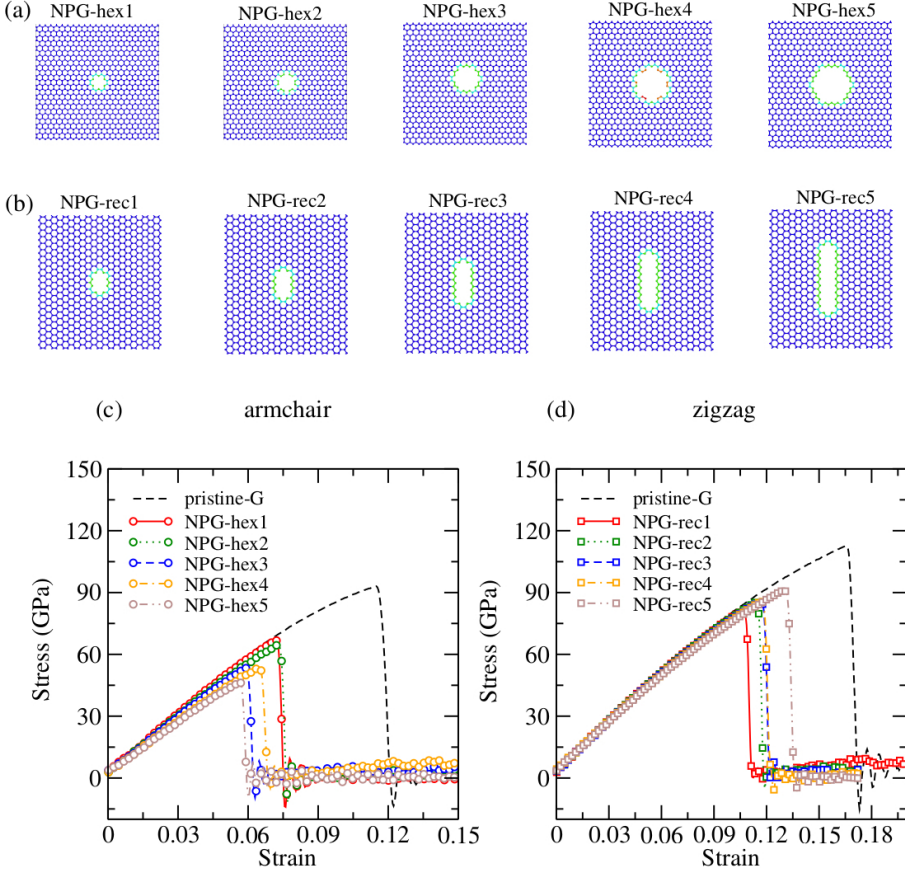 (a)
NPG-hex1 NPG-hex2 NPG-hex3 NPG-hex4 NPG-hex5
(b)
NPG-rec1 NPG-rec2 NPG-rec3 NPG-rec4 NPG-rec5
(c) armchair
150
120
90
60
30
0
Stress (GPa)
pristine-G
NPG-hex1
NPG-hex2
NPG-hex3
NPG-hex4
NPG-hex5
0 0.03 0.06 0.09 0.12 0.15
Strain
(d) zigzag
150
120
90
60
30
0
Stress (GPa)
pristine-G
NPG-rec1
NPG-rec2
NPG-rec3
NPG-rec4
NPG-rec5
0 0.03 0.06 0.09 0.12 0.15 0.18
Strain